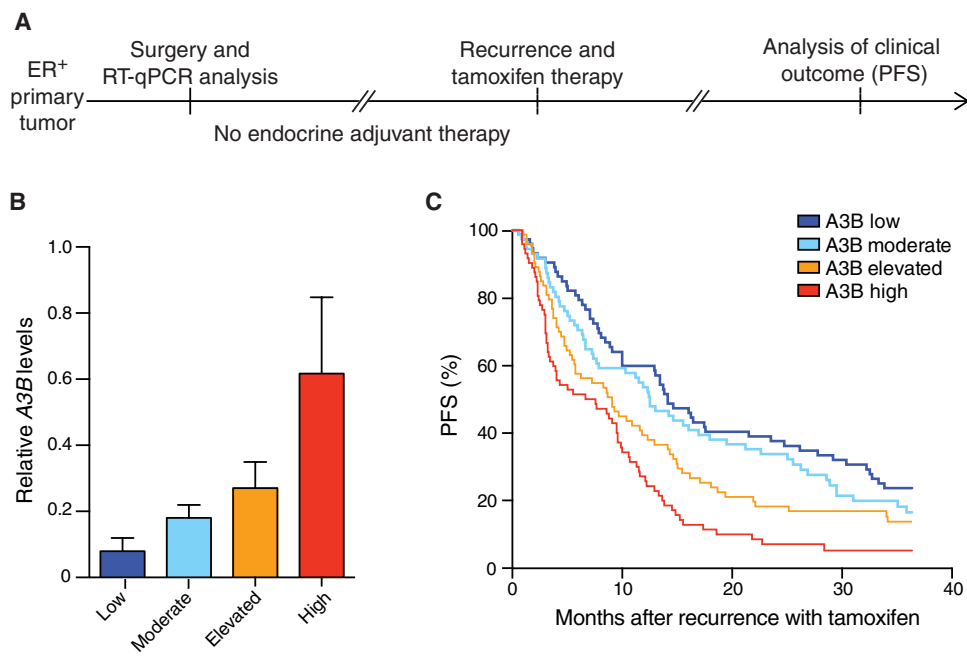 A
ER+
primary
tumor
Surgery and
RT-qPCR analysis
Recurrence and
tamoxifen therapy
Analysis of clinical
outcome (PFS)
No endocrine adjuvant therapy
B
Relative A3B levels
1.0
0.8
0.6
0.4
0.2
0
Low
Moderate
Elevated
High
C
PFS (%)
100
80
60
40
20
0
0
10
20
30
40
Months after recurrence with tamoxifen
A3B low
A3B moderate
A3B elevated
A3B high